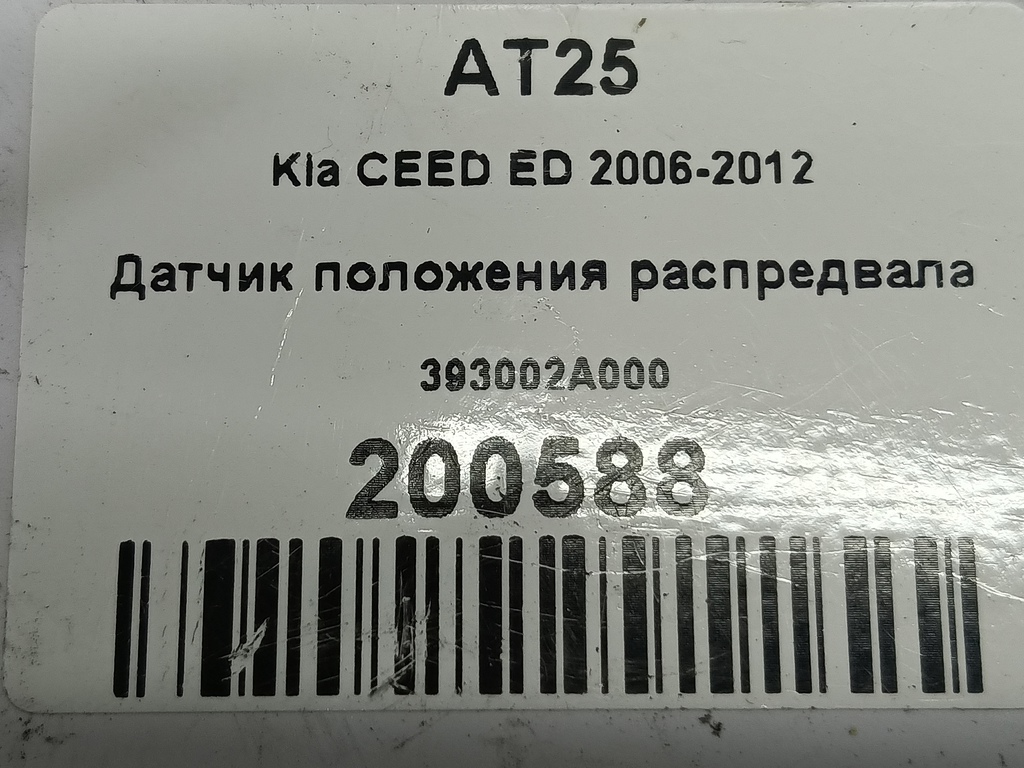 AT25
Kia CEED ED 2006-2012
Датчик положения распредвала
393002A000
200588